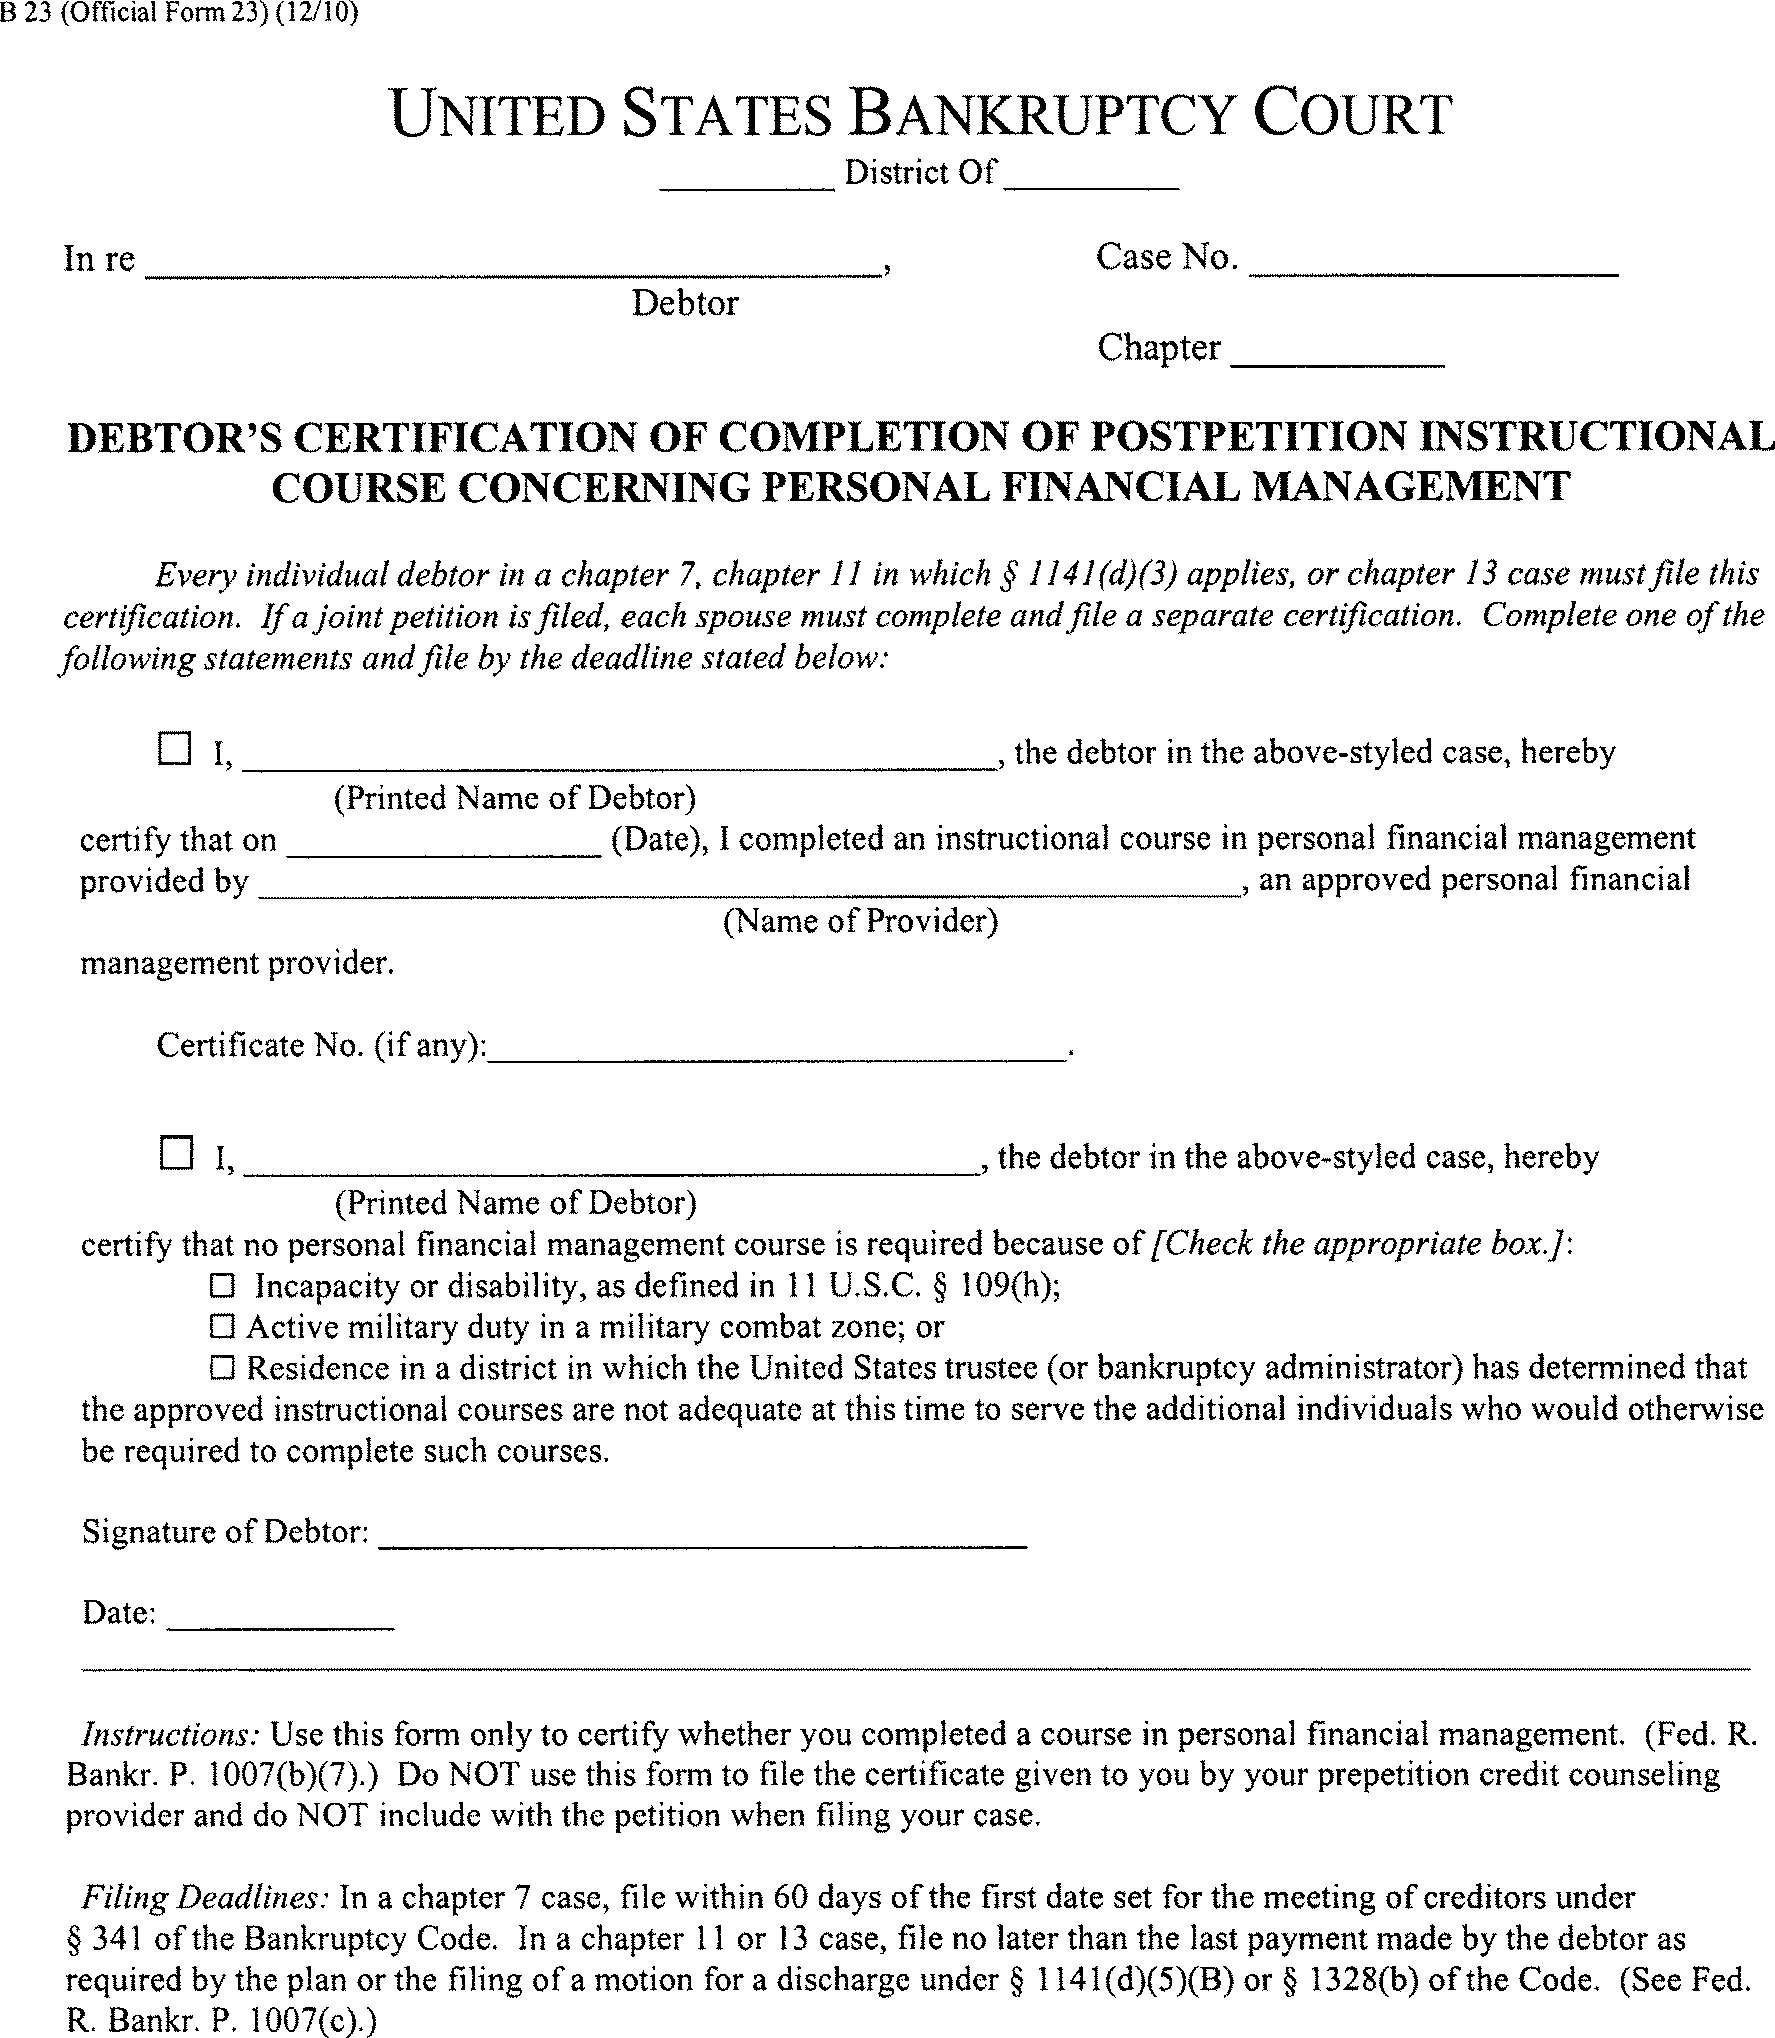 B 23 (Official Form 23) (12/10)
UNITED STATES BANKRUPTCY COURT
__________ District Of __________
In re ________________________________________, Case No. ____________________
Debtor
Chapter ____________
DEBTOR'S CERTIFICATION OF COMPLETION OF POSTPETITION INSTRUCTIONAL
COURSE CONCERNING PERSONAL FINANCIAL MANAGEMENT
Every individual debtor in a chapter 7, chapter 11 in which § 1141(d)(3) applies, or chapter 13 case must file this
certification. If a joint petition is filed, each spouse must complete and file a separate certification. Complete one of the
following statements and file by the deadline stated below:
☐ I, ________________________________________, the debtor in the above-styled case, hereby
(Printed Name of Debtor)
certify that on __________________ (Date), I completed an instructional course in personal financial management
provided by ________________________________________________________, an approved personal financial
(Name of Provider)
management provider.
Certificate No. (if any):_________________________________.
☐ I, ________________________________________, the debtor in the above-styled case, hereby
(Printed Name of Debtor)
certify that no personal financial management course is required because of [Check the appropriate box.]:
☐ Incapacity or disability, as defined in 11 U.S.C. § 109(h);
☐ Active military duty in a military combat zone; or
☐ Residence in a district in which the United States trustee (or bankruptcy administrator) has determined that
the approved instructional courses are not adequate at this time to serve the additional individuals who would otherwise
be required to complete such courses.
Signature of Debtor: _____________________________________
Date: _____________
Instructions: Use this form only to certify whether you completed a course in personal financial management. (Fed. R.
Bankr. P. 1007(b)(7).) Do NOT use this form to file the certificate given to you by your prepetition credit counseling
provider and do NOT include with the petition when filing your case.
Filing Deadlines: In a chapter 7 case, file within 60 days of the first date set for the meeting of creditors under
§ 341 of the Bankruptcy Code. In a chapter 11 or 13 case, file no later than the last payment made by the debtor as
required by the plan or the filing of a motion for a discharge under § 1141(d)(5)(B) or § 1328(b) of the Code. (See Fed.
R. Bankr. P. 1007(c).)